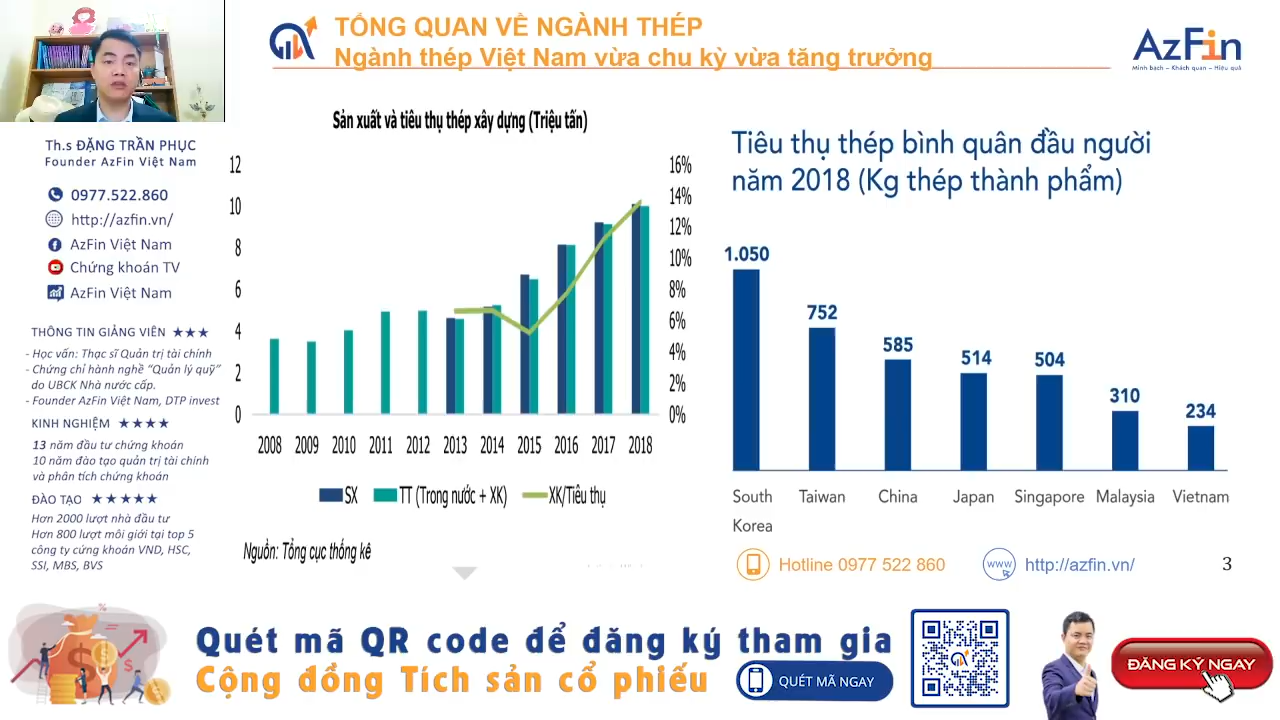 TỔNG QUAN VỀ NGÀNH THÉP
Ngành thép Việt Nam vừa chu kỳ vừa tăng trưởng
AzFin
Minh bạch – Khách quan – Hiệu quả
Th.s ĐẶNG TRẦN PHỤC
Founder AzFin Việt Nam
0977.522.860
http://azfin.vn/
AzFin Việt Nam
Chứng khoán TV
AzFin Việt Nam
THÔNG TIN GIẢNG VIÊN ★★★
- Học vấn: Thạc sĩ Quản trị tài chính
- Chứng chỉ hành nghề “Quản lý quỹ”
do UBCK Nhà nước cấp.
- Founder AzFin Việt Nam, DTP invest
KINH NGHIỆM ★★★★
13 năm đầu tư chứng khoán
10 năm đào tạo quản trị tài chính
và phân tích chứng khoán
ĐÀO TẠO ★★★★★
Hơn 2000 lượt nhà đầu tư
Hơn 800 lượt môi giới tại top 5
công ty cứng khoán VND, HSC,
SSI, MBS, BVS
Sản xuất và tiêu thụ thép xây dựng (Triệu tấn)
12
10
8
6
4
2
0
16%
14%
12%
10%
8%
6%
4%
2%
0%
2008 2009 2010 2011 2012 2013 2014 2015 2016 2017 2018
SX TT (Trong nước + XK) XK/Tiêu thụ
Nguồn: Tổng cục thống kê
Tiêu thụ thép bình quân đầu người
năm 2018 (Kg thép thành phẩm)
1.050
752
585
514
504
310
234
South Korea
Taiwan
China
Japan
Singapore
Malaysia
Vietnam
Hotline 0977 522 860
www
http://azfin.vn/
3
Quét mã QR code để đăng ký tham gia
Cộng đồng Tích sản cổ phiếu
QUÉT MÃ NGAY
ĐĂNG KÝ NGAY